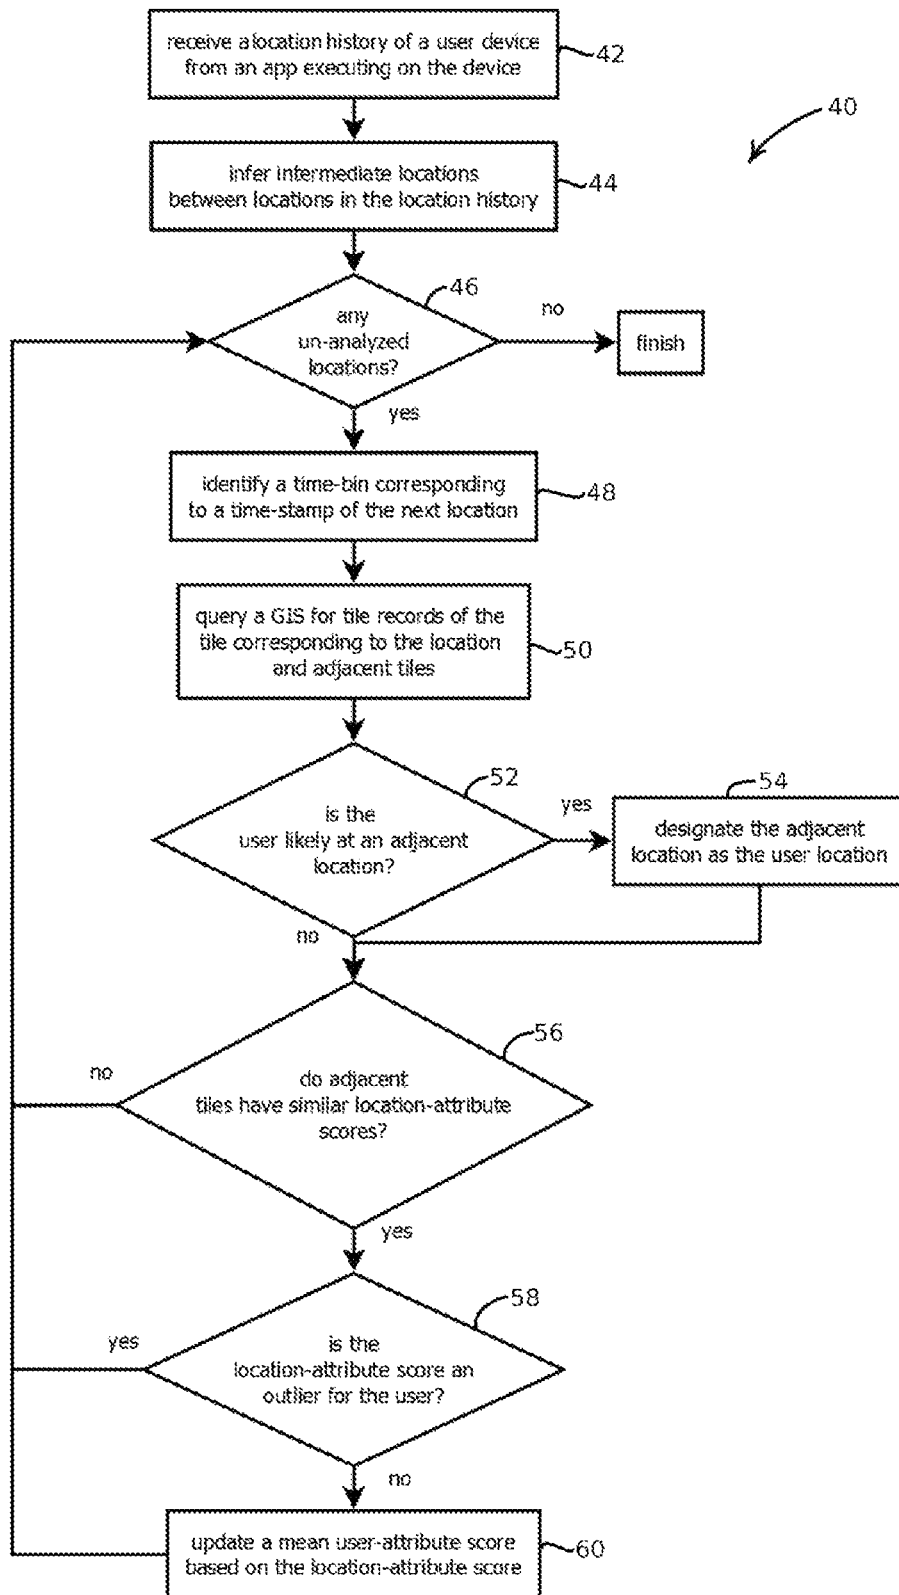 receive a location history of a user device
from an app executing on the device
42
40
infer intermediate locations
between locations in the location history
44
46
any
un-analyzed
locations?
no
finish
yes
identify a time-bin corresponding
to a time-stamp of the next location
48
query a GIS for tile records of the
tile corresponding to the location
and adjacent tiles
50
52
is the
user likely at an adjacent
location?
yes
54
designate the adjacent
location as the user location
no
56
do adjacent
tiles have similar location-attribute
scores?
no
yes
58
is the
location-attribute score an
outlier for the user?
yes
no
update a mean user-attribute score
based on the location-attribute score
60